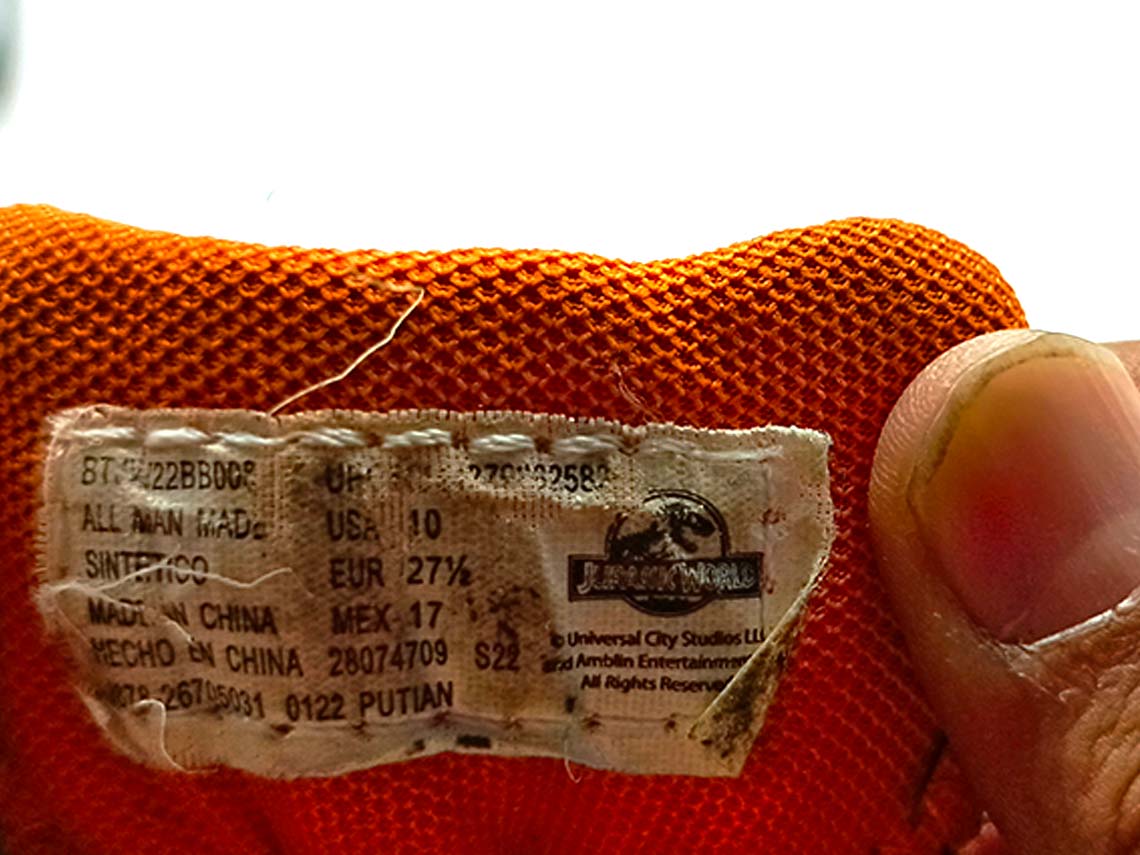 ALL MAN MADE
SINTETICO
MADE IN CHINA
HECHO EN CHINA
0122 PUTIAN
USA 10
EUR 27½
MEX 17
28074709 S22
JURASSIC WORLD
© Universal City Studios LLC
and Amblin Entertainment
All Rights Reserved